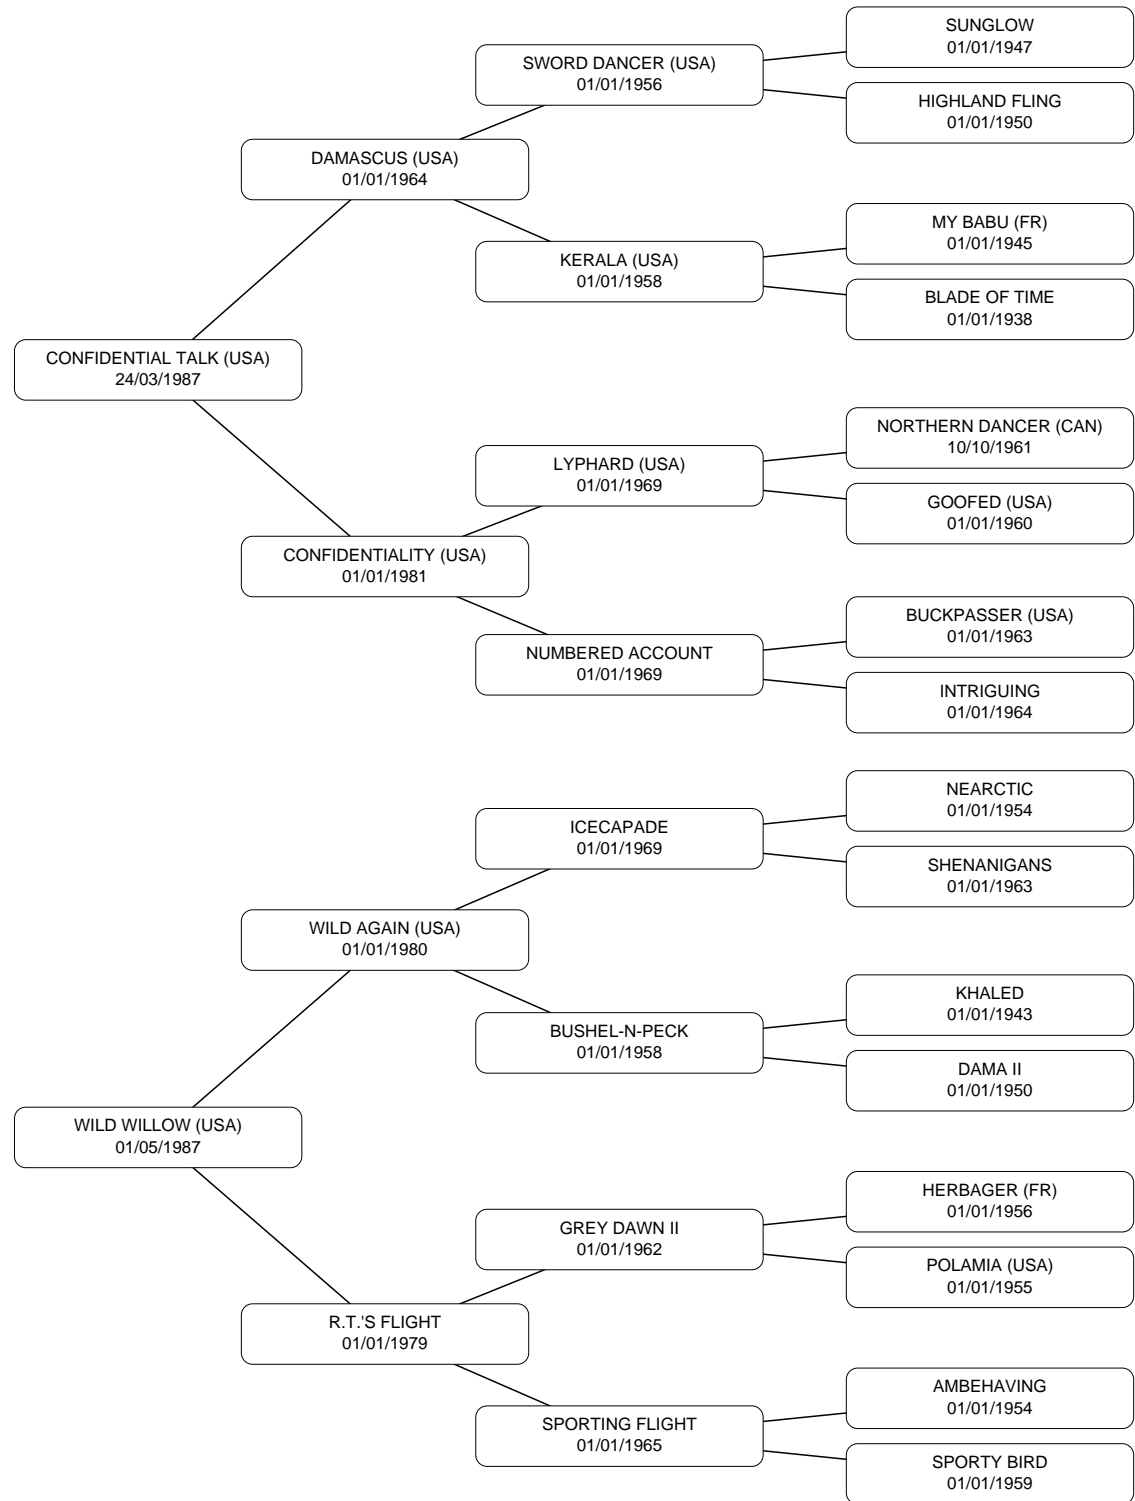 SUNGLOW
01/01/1947
SWORD DANCER (USA)
01/01/1956
HIGHLAND FLING
01/01/1950
DAMASCUS (USA)
01/01/1964
MY BABU (FR)
01/01/1945
KERALA (USA)
01/01/1958
BLADE OF TIME
01/01/1938
CONFIDENTIAL TALK (USA)
24/03/1987
NORTHERN DANCER (CAN)
10/10/1961
LYPHARD (USA)
01/01/1969
GOOFED (USA)
01/01/1960
CONFIDENTIALITY (USA)
01/01/1981
BUCKPASSER (USA)
01/01/1963
NUMBERED ACCOUNT
01/01/1969
INTRIGUING
01/01/1964
NEARCTIC
01/01/1954
ICECAPADE
01/01/1969
SHENANIGANS
01/01/1963
WILD AGAIN (USA)
01/01/1980
KHALED
01/01/1943
BUSHEL-N-PECK
01/01/1958
DAMA II
01/01/1950
WILD WILLOW (USA)
01/05/1987
HERBAGER (FR)
01/01/1956
GREY DAWN II
01/01/1962
POLAMIA (USA)
01/01/1955
R.T.'S FLIGHT
01/01/1979
AMBEHAVING
01/01/1954
SPORTING FLIGHT
01/01/1965
SPORTY BIRD
01/01/1959